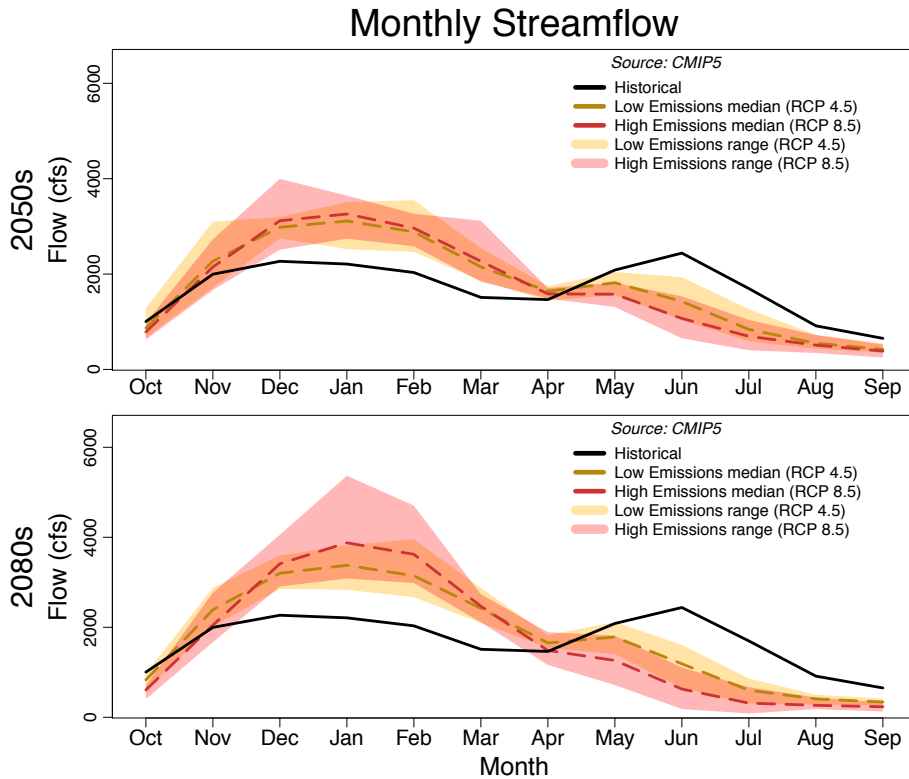 Monthly Streamflow
2050s
Flow (cfs)
6000
4000
2000
0
Source: CMIP5
Historical
Low Emissions median (RCP 4.5)
High Emissions median (RCP 8.5)
Low Emissions range (RCP 4.5)
High Emissions range (RCP 8.5)
Oct Nov Dec Jan Feb Mar Apr May Jun Jul Aug Sep
2080s
Flow (cfs)
6000
4000
2000
0
Source: CMIP5
Historical
Low Emissions median (RCP 4.5)
High Emissions median (RCP 8.5)
Low Emissions range (RCP 4.5)
High Emissions range (RCP 8.5)
Oct Nov Dec Jan Feb Mar Apr May Jun Jul Aug Sep
Month